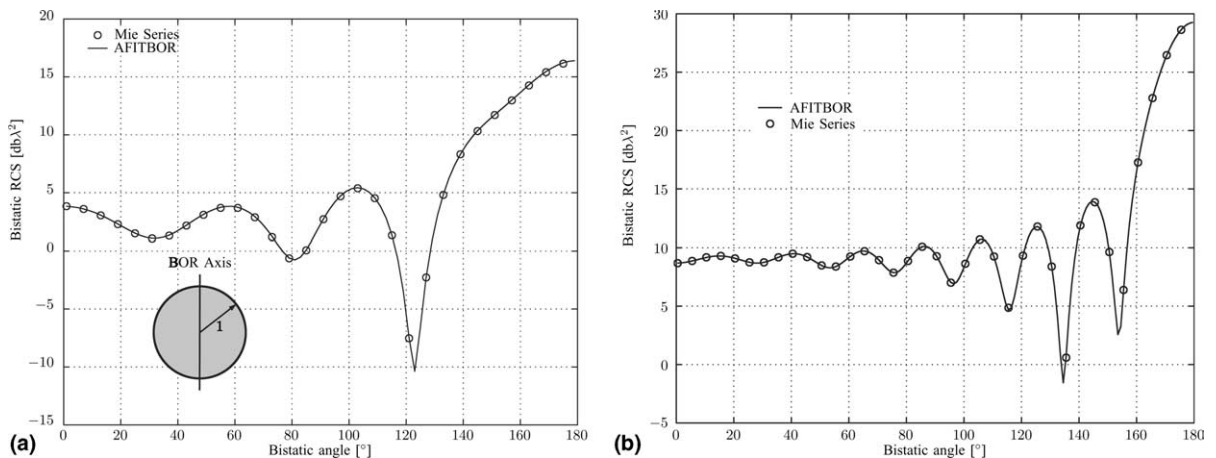 20
15
10
5
0
−5
−10
−15
Bistatic RCS [dbλ²]
Mie Series
AFITBOR
BOR Axis
1
0 20 40 60 80 100 120 140 160 180
Bistatic angle [°]
(a)
30
25
20
15
10
5
0
−5
Bistatic RCS [dbλ²]
AFITBOR
Mie Series
0 20 40 60 80 100 120 140 160 180
Bistatic angle [°]
(b)